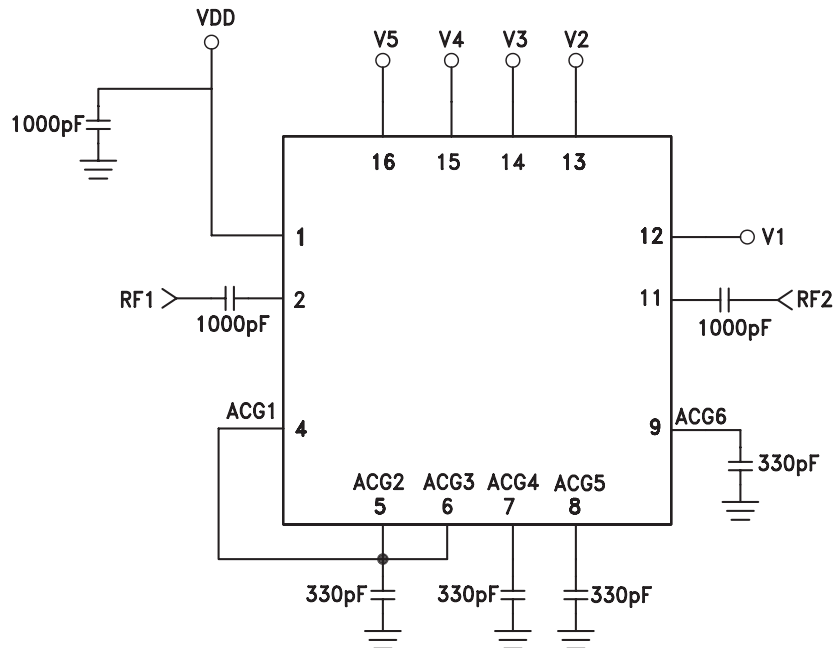 VDD
V5 V4 V3 V2
1000pF
16 15 14 13
1 12 V1
RF1 2 11 RF2
1000pF 1000pF
ACG1 4 9 ACG6
330pF
ACG2 ACG3 ACG4 ACG5
5 6 7 8
330pF 330pF 330pF